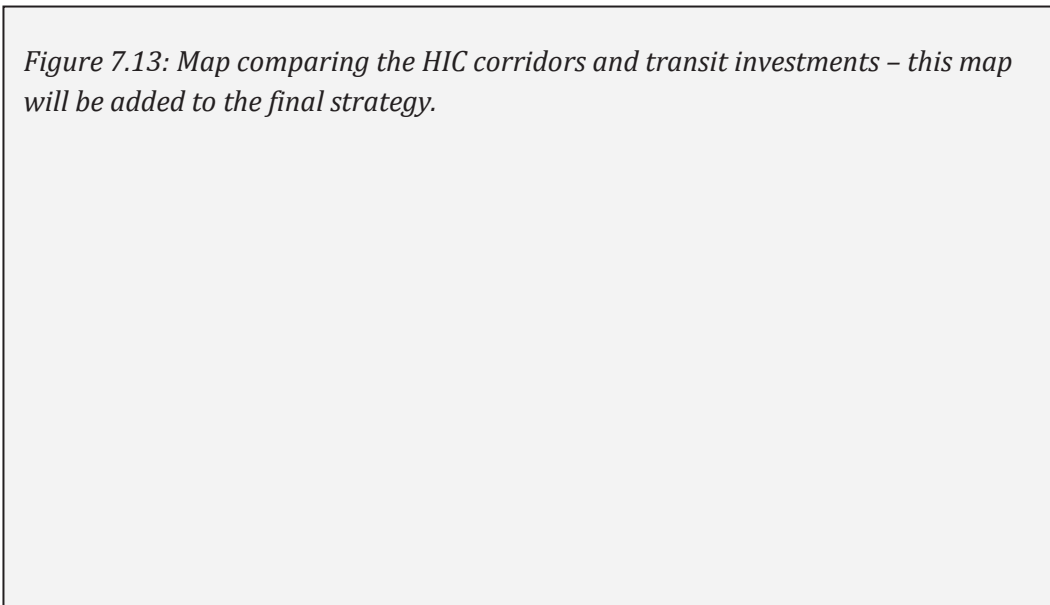 Figure 7.13: Map comparing the HIC corridors and transit investments – this map
will be added to the final strategy.